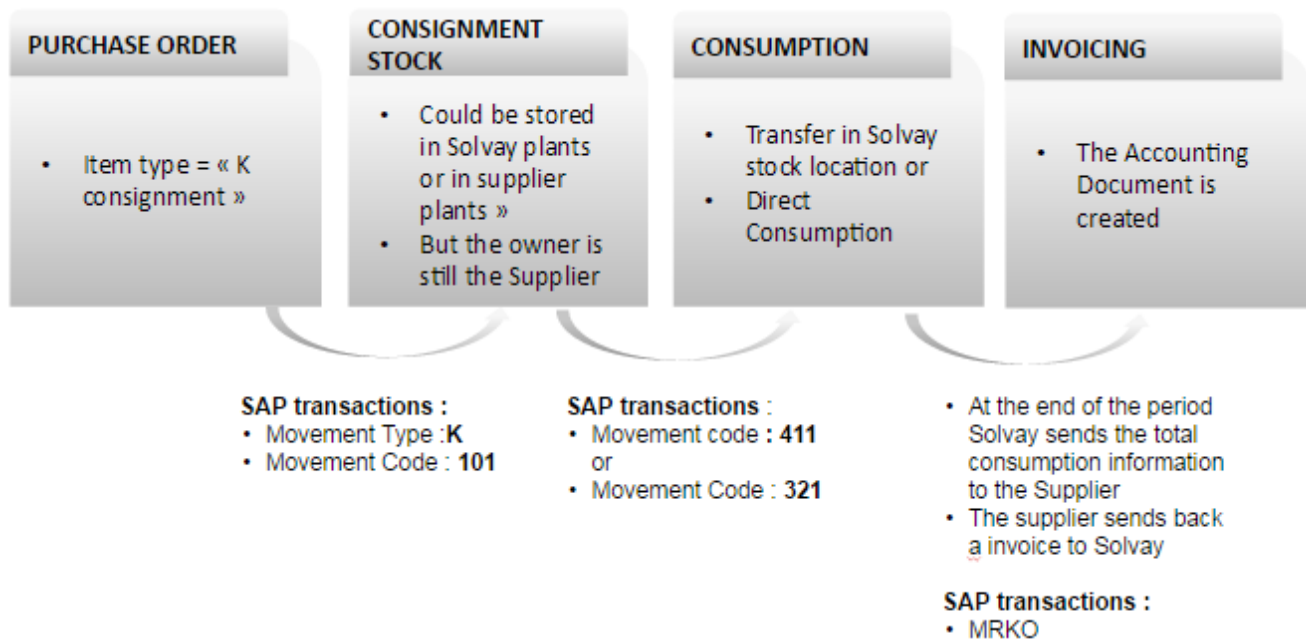 PURCHASE ORDER
• Item type = « K
consignment »
CONSIGNMENT
STOCK
• Could be stored
in Solvay plants
or in supplier
plants »
• But the owner is
still the Supplier
CONSUMPTION
• Transfer in Solvay
stock location or
• Direct
Consumption
INVOICING
• The Accounting
Document is
created
SAP transactions :
• Movement Type :K
• Movement Code : 101
SAP transactions :
• Movement code : 411
or
• Movement Code : 321
• At the end of the period
Solvay sends the total
consumption information
to the Supplier
• The supplier sends back
a invoice to Solvay
SAP transactions :
• MRKO